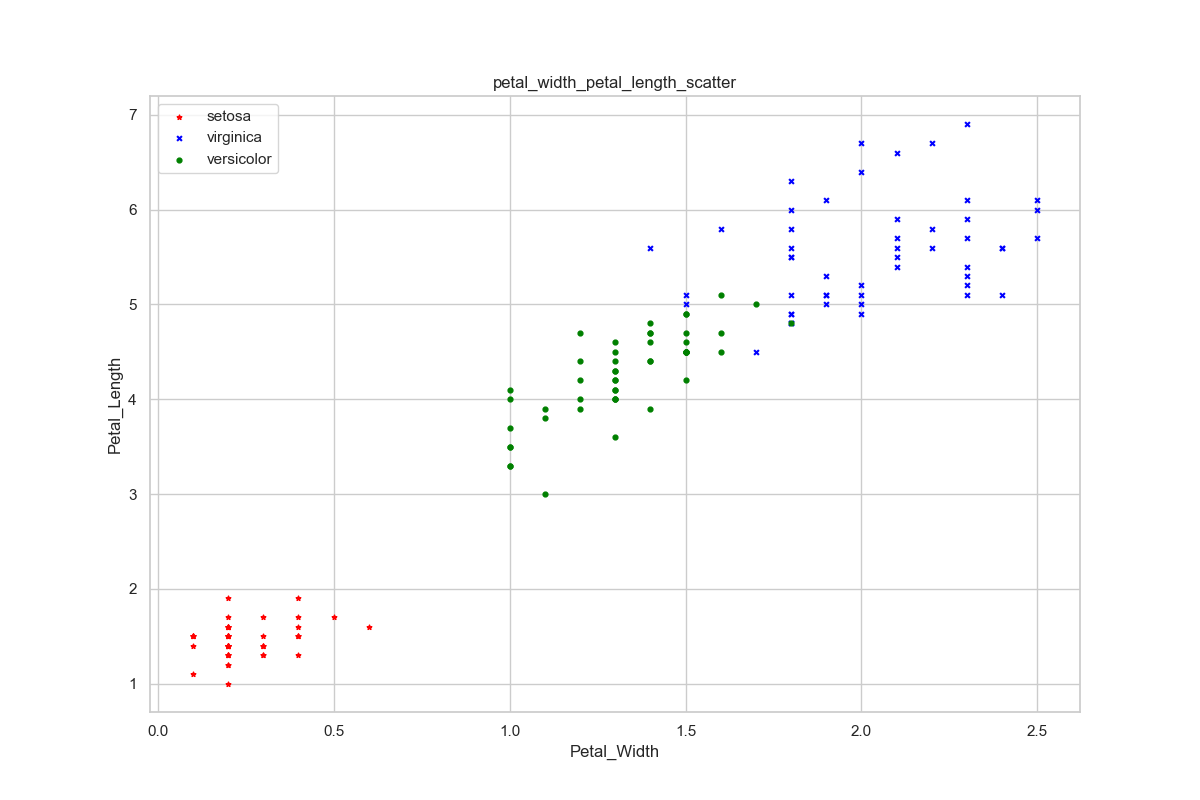 petal_width_petal_length_scatter
setosa
virginica
versicolor
7
6
5
4
3
2
1
Petal_Length
0.0 0.5 1.0 1.5 2.0 2.5
Petal_Width